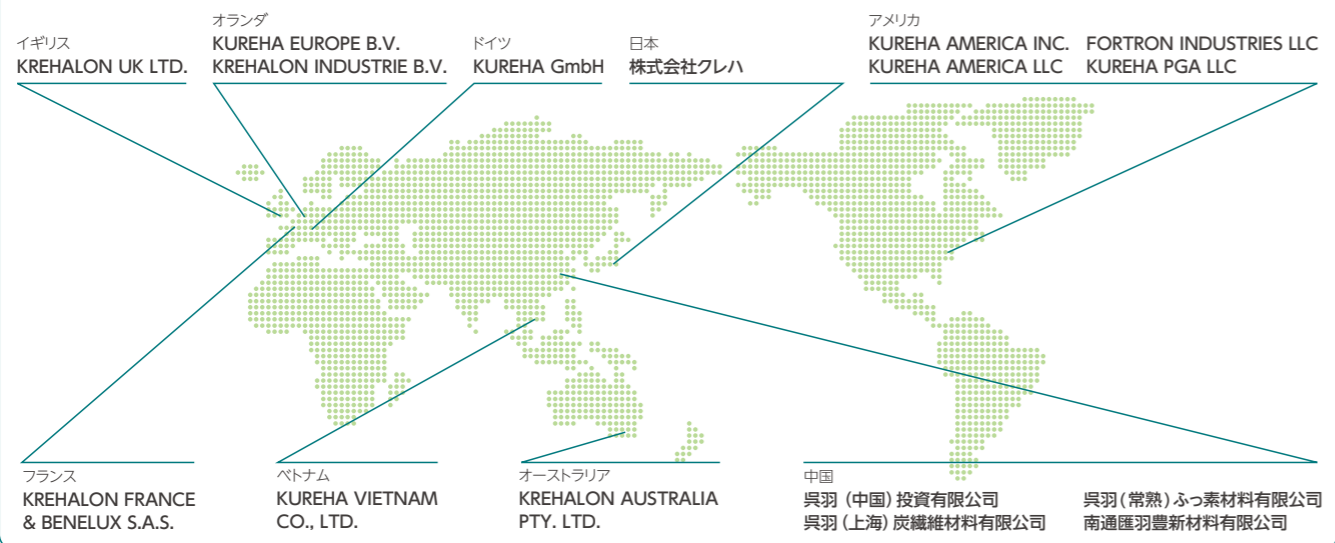 イギリス
KREHALON UK LTD.
オランダ
KUREHA EUROPE B.V.
KREHALON INDUSTRIE B.V.
ドイツ
KUREHA GmbH
日本
株式会社クレハ
アメリカ
KUREHA AMERICA INC. FORTRON INDUSTRIES LLC
KUREHA AMERICA LLC KUREHA PGA LLC
フランス
KREHALON FRANCE
& BENELUX S.A.S.
ベトナム
KUREHA VIETNAM
CO., LTD.
オーストラリア
KREHALON AUSTRALIA
PTY. LTD.
中国
呉羽（中国）投資有限公司 呉羽（常熟）ふっ素材料有限公司
呉羽（上海）炭繊維材料有限公司 南通匯羽豊新材料有限公司